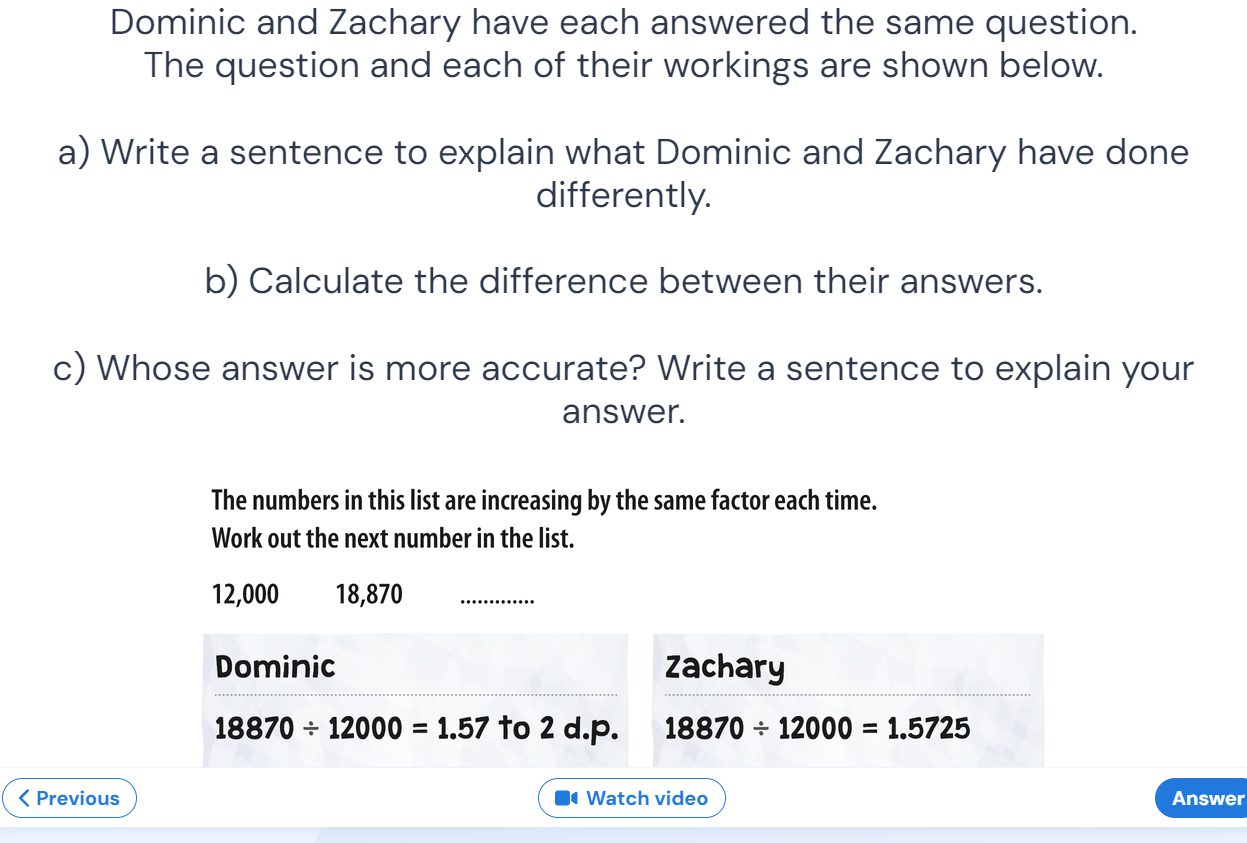 Dominic and Zachary have each answered the same question.
The question and each of their workings are shown below.
a) Write a sentence to explain what Dominic and Zachary have done
differently.
b) Calculate the difference between their answers.
c) Whose answer is more accurate? Write a sentence to explain your
answer.
The numbers in this list are increasing by the same factor each time.
Work out the next number in the list.
12,000 18,870 .............
Dominic
18870 ÷ 12000 = 1.57 to 2 d.p.
Zachary
18870 ÷ 12000 = 1.5725
Previous
Watch video
Answer